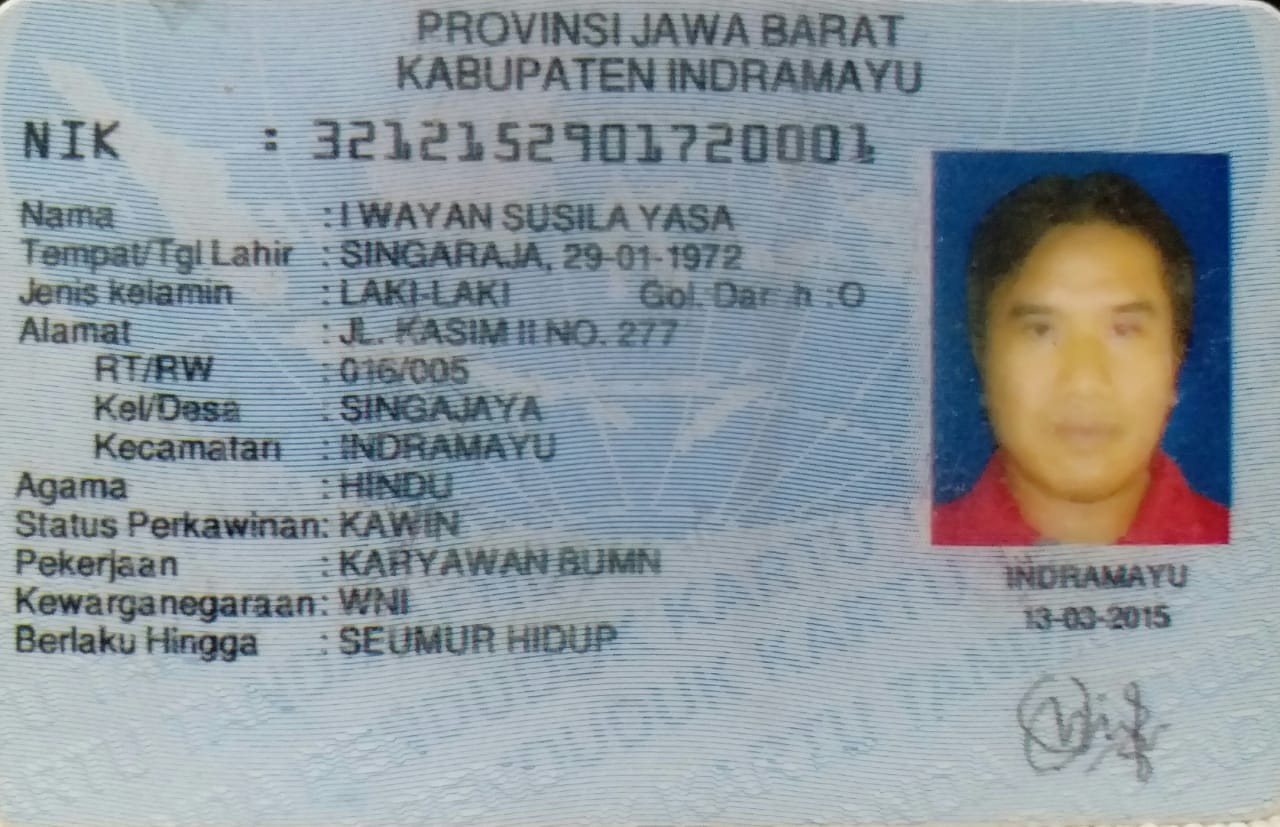 PROVINSI JAWA BARAT
KABUPATEN INDRAMAYU
NIK : 3212152901720001
Nama : I WAYAN SUSILA YASA
Tempat/Tgl Lahir : SINGARAJA, 29-01-1972
Jenis kelamin : LAKI-LAKI Gol. Darah : O
Alamat : JL. KASIM II NO. 277
RT/RW : 016/005
Kel/Desa : SINGAJAYA
Kecamatan : INDRAMAYU
Agama : HINDU
Status Perkawinan: KAWIN
Pekerjaan : KARYAWAN BUMN
Kewarganegaraan: WNI
Berlaku Hingga : SEUMUR HIDUP
INDRAMAYU
13-03-2015